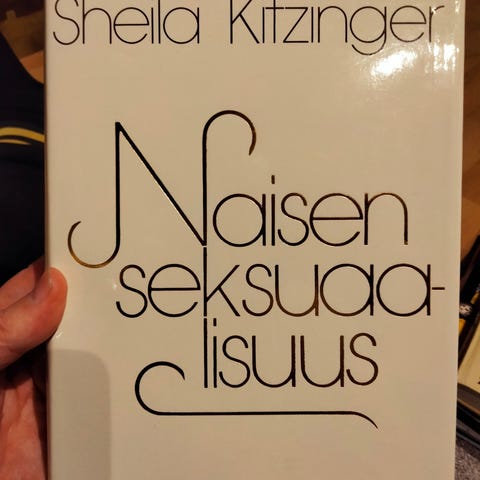 Sheila Kitzinger
Naisen
seksuaa-
lisuus